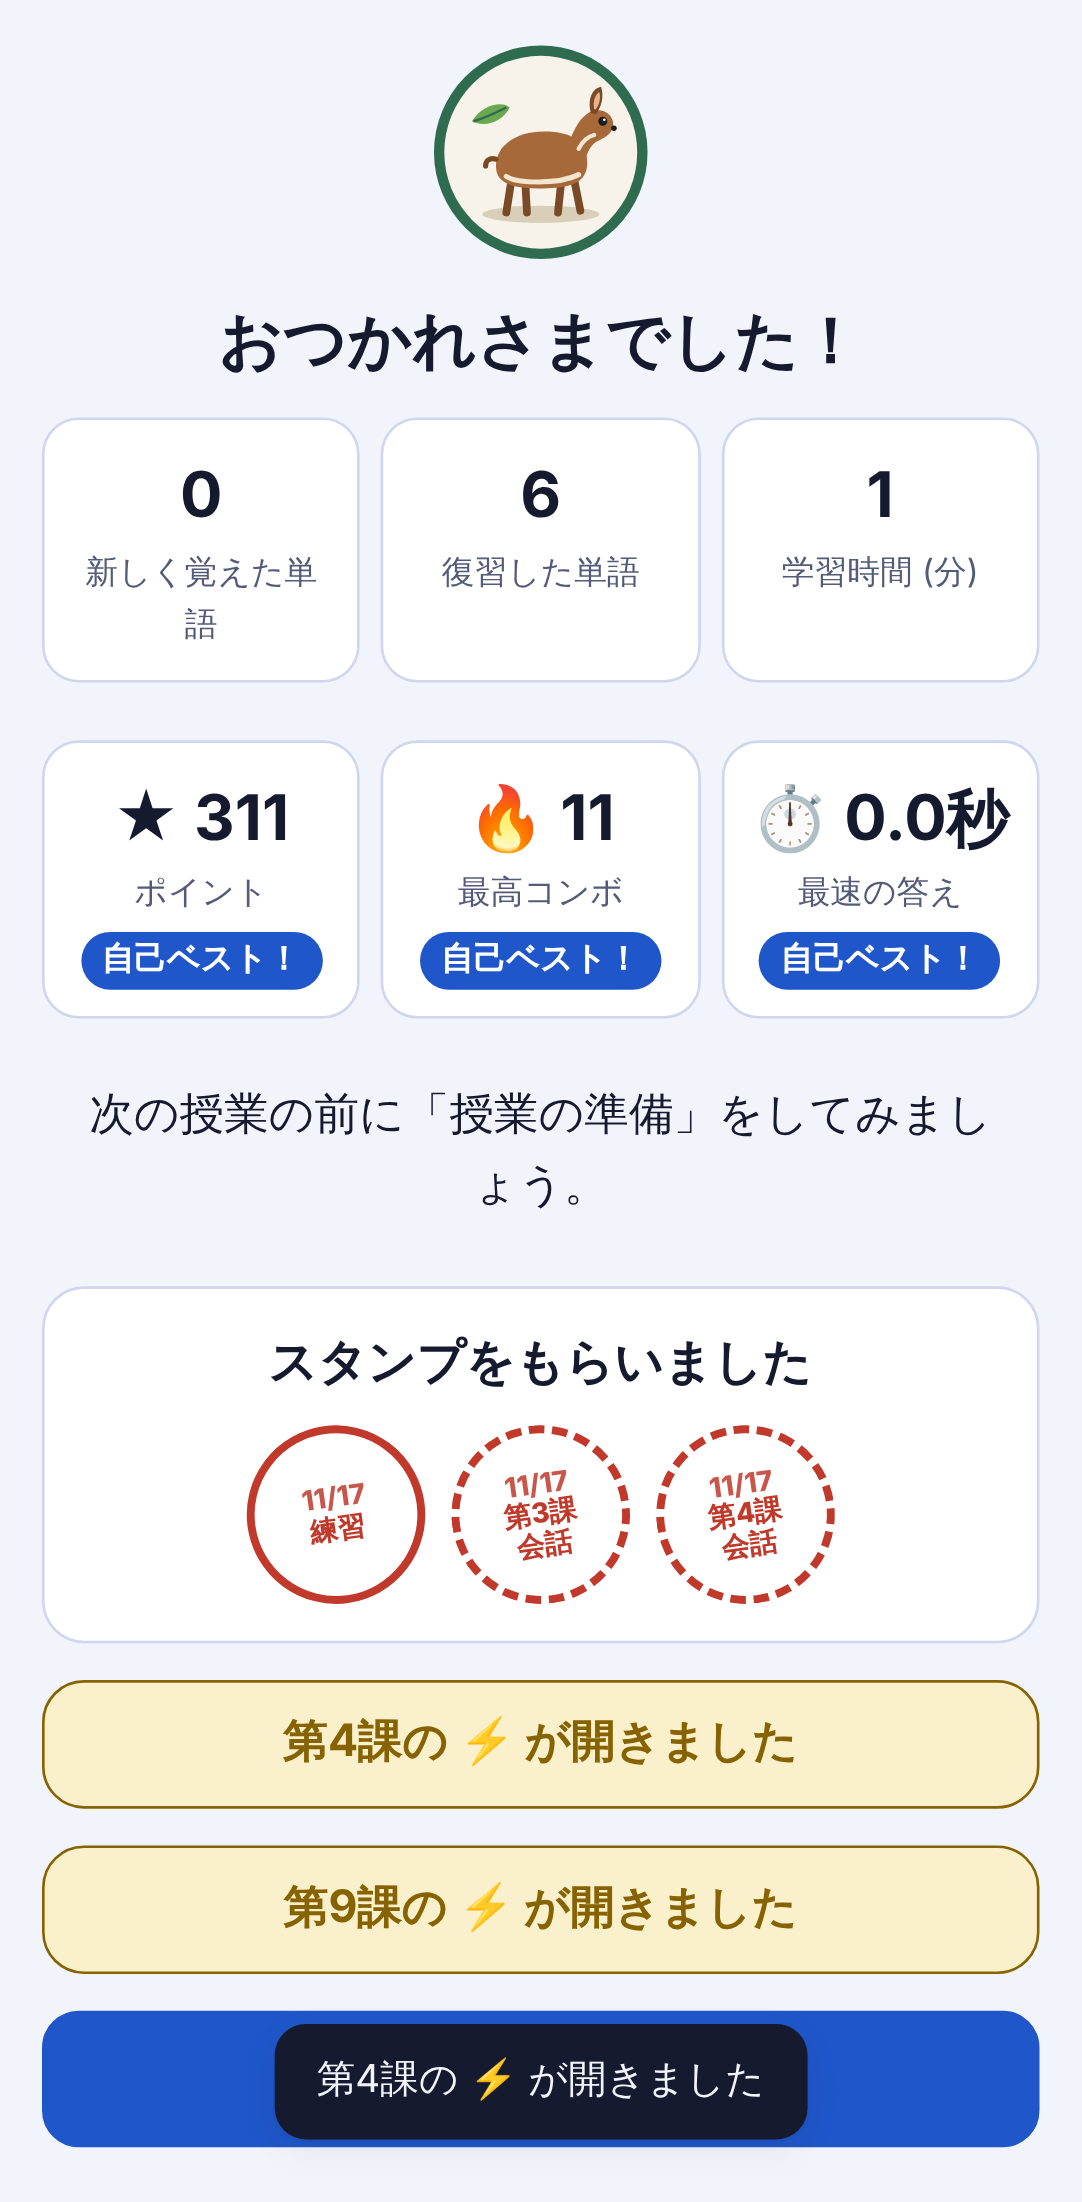 おつかれさまでした！
0
新しく覚えた単
語
6
復習した単語
1
学習時間 (分)
★ 311
ポイント
自己ベスト！
🔥 11
最高コンボ
自己ベスト！
⏱️ 0.0秒
最速の答え
自己ベスト！
次の授業の前に「授業の準備」をしてみまし
ょう。
スタンプをもらいました
11/17
練習
11/17
第3課
会話
11/17
第4課
会話
第4課の ⚡ が開きました
第9課の ⚡ が開きました
第4課の ⚡ が開きました